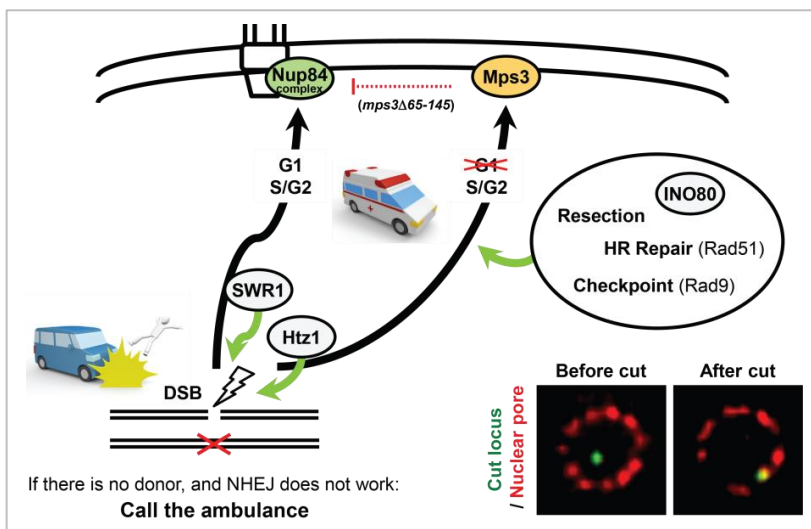 Nup84
complex
Mps3
(mps3Δ65-145)
G1
S/G2
G1
S/G2
INO80
Resection
HR Repair (Rad51)
Checkpoint (Rad9)
SWR1
Htz1
DSB
Before cut
After cut
Cut locus
/ Nuclear pore
If there is no donor, and NHEJ does not work:
Call the ambulance